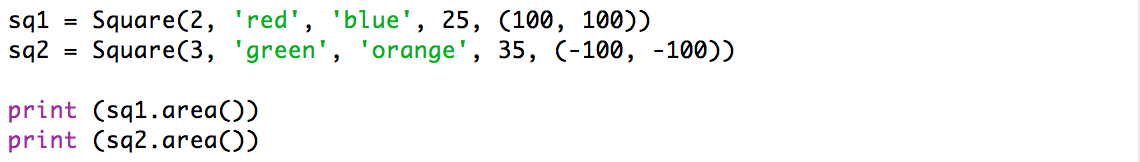 sq1 = Square(2, 'red', 'blue', 25, (100, 100))
sq2 = Square(3, 'green', 'orange', 35, (-100, -100))
print (sq1.area())
print (sq2.area())